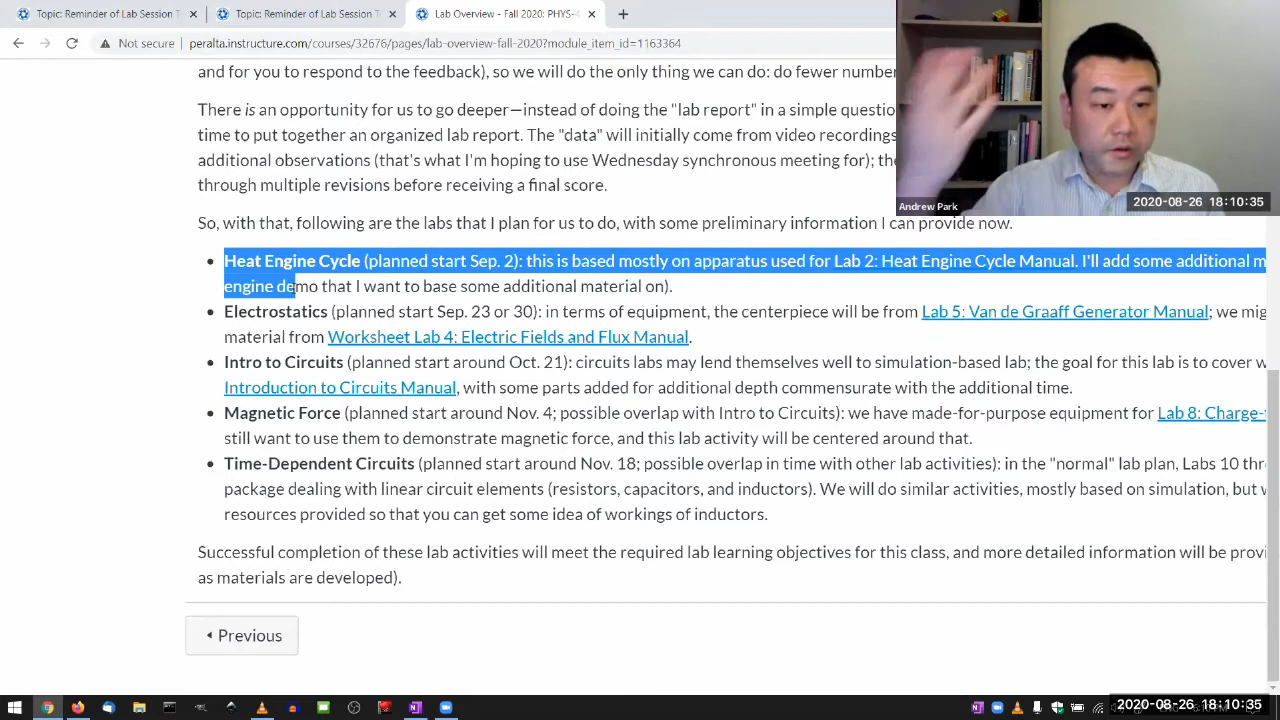 Topic: Reminder of Lab Session T
Topic: Reminder of Lab Session T
Lab Overview - Fall 2020: PHYS-4
Not secure
peralta.instructure.com/courses/32676/pages/lab-overview-fall-2020?module_item_id=1163364
and for you to respond to the feedback), so we will do the only thing we can do: do fewer number
There is an opportunity for us to go deeper—instead of doing the "lab report" in a simple questio
time to put together an organized lab report. The "data" will initially come from video recordings
additional observations (that's what I'm hoping to use Wednesday synchronous meeting for); the
through multiple revisions before receiving a final score.
Andrew Park
2020-08-26 18:10:35
So, with that, following are the labs that I plan for us to do, with some preliminary information I can provide now.
Heat Engine Cycle (planned start Sep. 2): this is based mostly on apparatus used for Lab 2: Heat Engine Cycle Manual. I'll add some additional m
engine demo that I want to base some additional material on).
Electrostatics (planned start Sep. 23 or 30): in terms of equipment, the centerpiece will be from Lab 5: Van de Graaff Generator Manual; we mig
material from Worksheet Lab 4: Electric Fields and Flux Manual.
Intro to Circuits (planned start around Oct. 21): circuits labs may lend themselves well to simulation-based lab; the goal for this lab is to cover w
Introduction to Circuits Manual, with some parts added for additional depth commensurate with the additional time.
Magnetic Force (planned start around Nov. 4; possible overlap with Intro to Circuits): we have made-for-purpose equipment for Lab 8: Charge-
still want to use them to demonstrate magnetic force, and this lab activity will be centered around that.
Time-Dependent Circuits (planned start around Nov. 18; possible overlap in time with other lab activities): in the "normal" lab plan, Labs 10 thr
package dealing with linear circuit elements (resistors, capacitors, and inductors). We will do similar activities, mostly based on simulation, but w
resources provided so that you can get some idea of workings of inductors.
Successful completion of these lab activities will meet the required lab learning objectives for this class, and more detailed information will be provi
as materials are developed).
Previous
2020-08-26 18:10:35